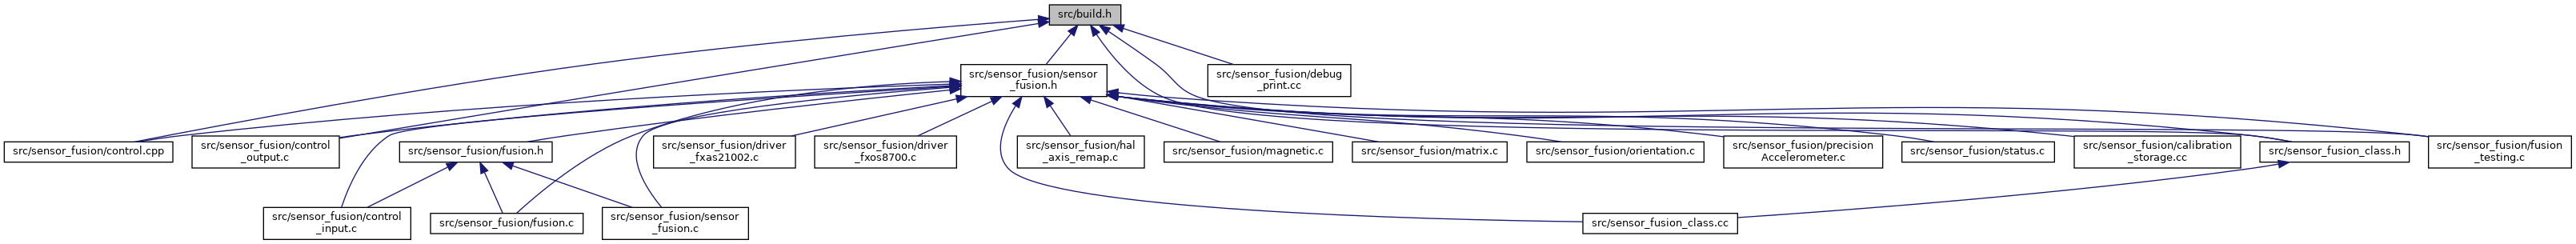 src/build.h
src/sensor_fusion/sensor
_fusion.h
src/sensor_fusion/debug
_print.cc
src/sensor_fusion/control.cpp
src/sensor_fusion/control
_output.c
src/sensor_fusion/fusion.h
src/sensor_fusion/driver
_fxas21002.c
src/sensor_fusion/driver
_fxos8700.c
src/sensor_fusion/hal
_axis_remap.c
src/sensor_fusion/magnetic.c
src/sensor_fusion/matrix.c
src/sensor_fusion/orientation.c
src/sensor_fusion/precision
Accelerometer.c
src/sensor_fusion/status.c
src/sensor_fusion/calibration
_storage.cc
src/sensor_fusion_class.h
src/sensor_fusion/fusion
_testing.c
src/sensor_fusion/control
_input.c
src/sensor_fusion/fusion.c
src/sensor_fusion/sensor
_fusion.c
src/sensor_fusion_class.cc